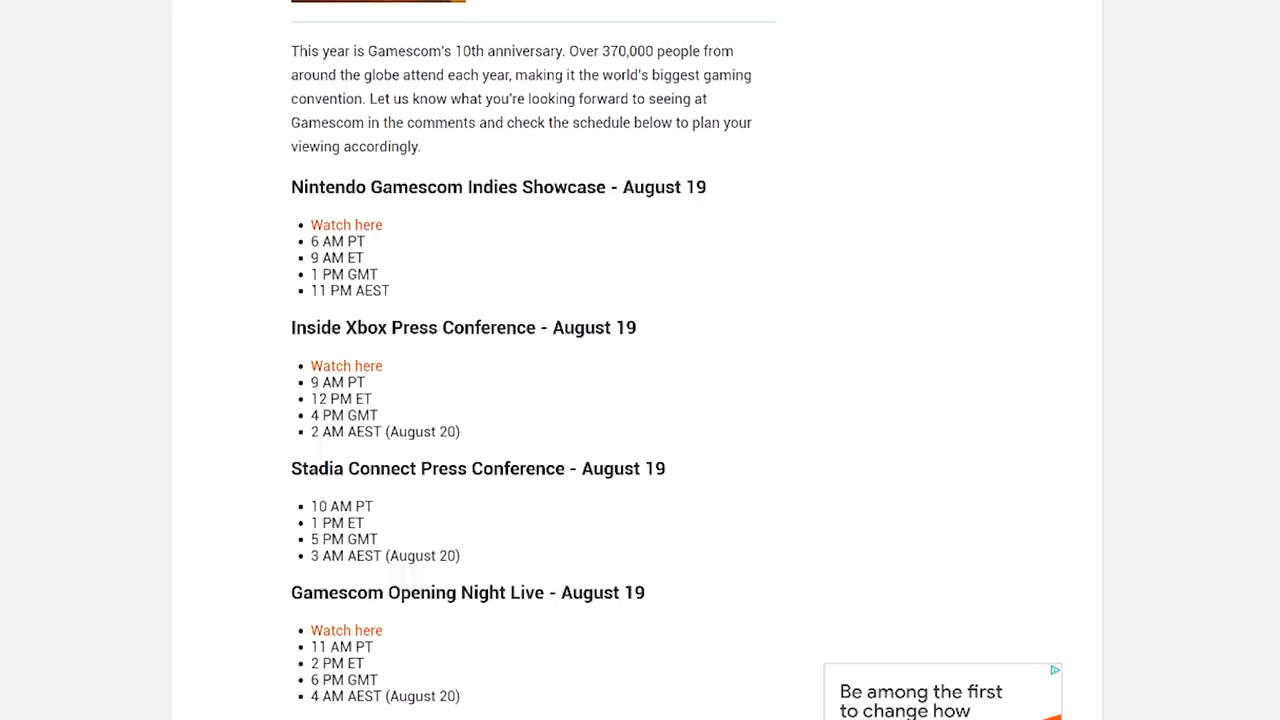 This year is Gamescom's 10th anniversary. Over 370,000 people from
around the globe attend each year, making it the world's biggest gaming
convention. Let us know what you're looking forward to seeing at
Gamescom in the comments and check the schedule below to plan your
viewing accordingly.
Nintendo Gamescom Indies Showcase - August 19
• Watch here
• 6 AM PT
• 9 AM ET
• 1 PM GMT
• 11 PM AEST
Inside Xbox Press Conference - August 19
• Watch here
• 9 AM PT
• 12 PM ET
• 4 PM GMT
• 2 AM AEST (August 20)
Stadia Connect Press Conference - August 19
• 10 AM PT
• 1 PM ET
• 5 PM GMT
• 3 AM AEST (August 20)
Gamescom Opening Night Live - August 19
• Watch here
• 11 AM PT
• 2 PM ET
• 6 PM GMT
• 4 AM AEST (August 20)
Be among the first
to change how